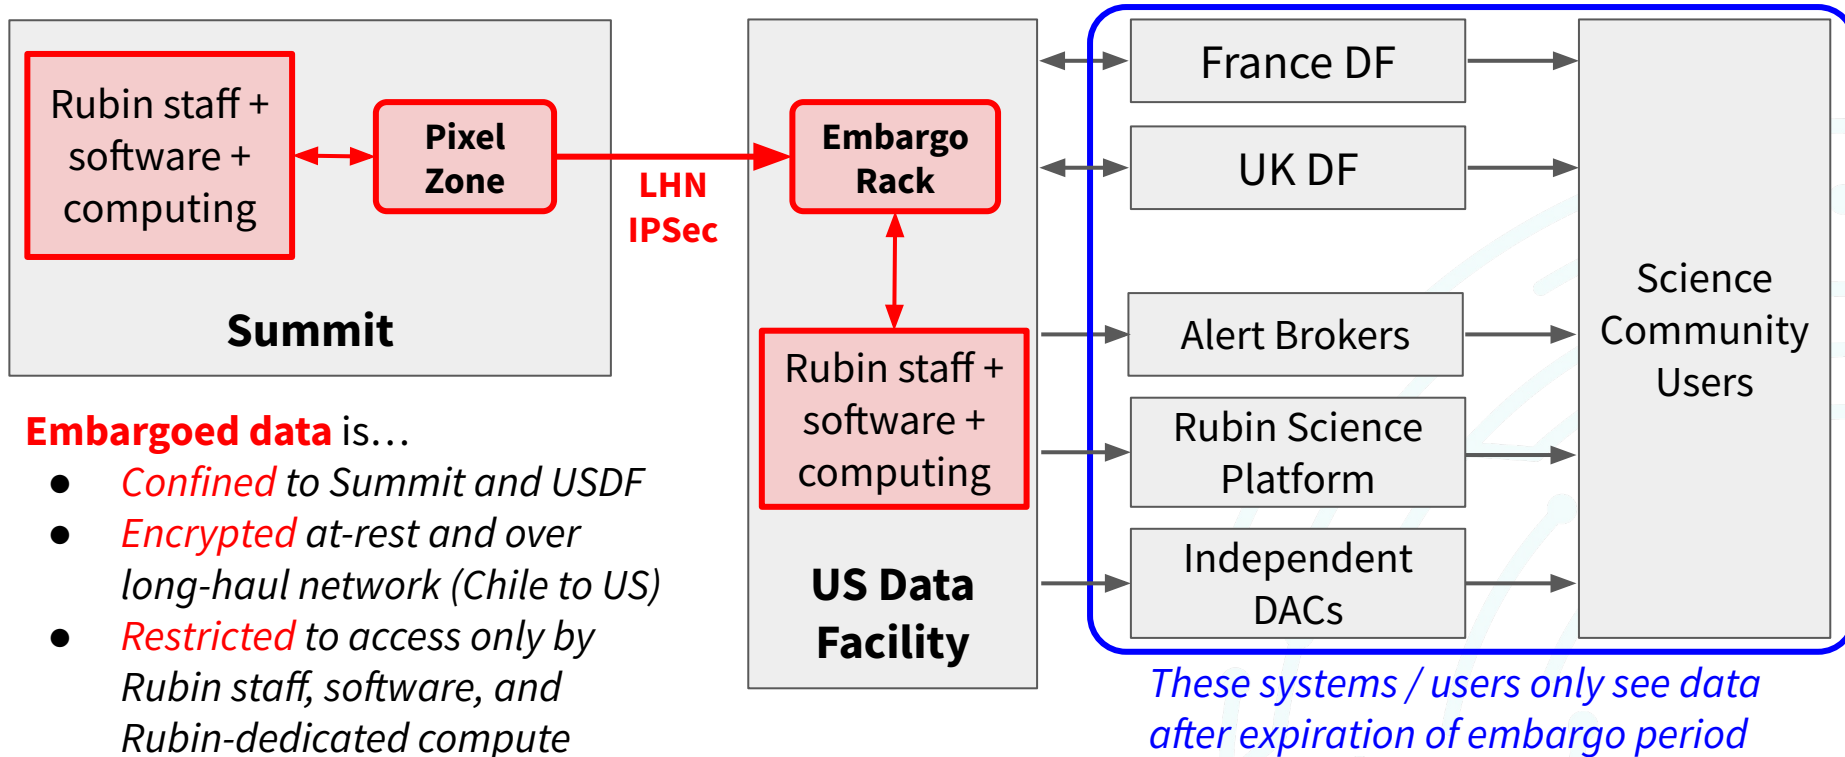 Rubin staff +
software +
computing
Pixel
Zone
Summit
LHN
IPSec
Embargo
Rack
Rubin staff +
software +
computing
US Data
Facility
France DF
UK DF
Alert Brokers
Rubin Science
Platform
Independent
DACs
Science
Community
Users
Embargoed data is…
● Confined to Summit and USDF
● Encrypted at-rest and over
long-haul network (Chile to US)
● Restricted to access only by
Rubin staff, software, and
Rubin-dedicated compute
These systems / users only see data
after expiration of embargo period